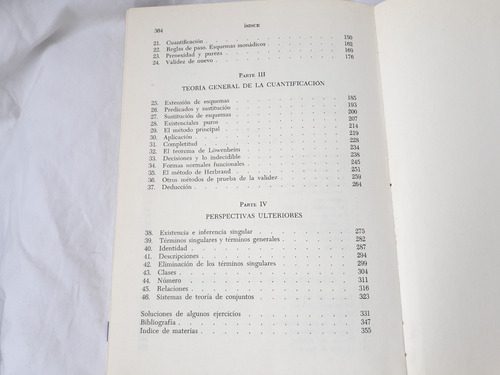 384 ÍNDICE
21. Cuantificación 150
22. Reglas de paso. Esquemas monádicos 162
23. Prenexidad y pureza 169
24. Validez de nuevo 176
PARTE III
TEORÍA GENERAL DE LA CUANTIFICACIÓN
25. Extensión de esquemas 185
26. Predicados y sustitución 193
27. Sustitución de esquemas 200
28. Existenciales puros 207
29. El método principal 214
30. Aplicación 219
31. Completitud 228
32. El teorema de Löwenheim 234
33. Decisiones y lo indecidible 238
34. Formas normales funcionales 245
35. El método de Herbrand 251
36. Otros métodos de prueba de la validez 259
37. Deducción 264
PARTE IV
PERSPECTIVAS ULTERIORES
38. Existencia e inferencia singular 275
39. Términos singulares y términos generales 282
40. Identidad 287
41. Descripciones 294
42. Eliminación de los términos singulares 299
43. Clases 304
44. Número 311
45. Relaciones 316
46. Sistemas de teoría de conjuntos 323
Soluciones de algunos ejercicios 331
Bibliografía 347
Indice de materias 355